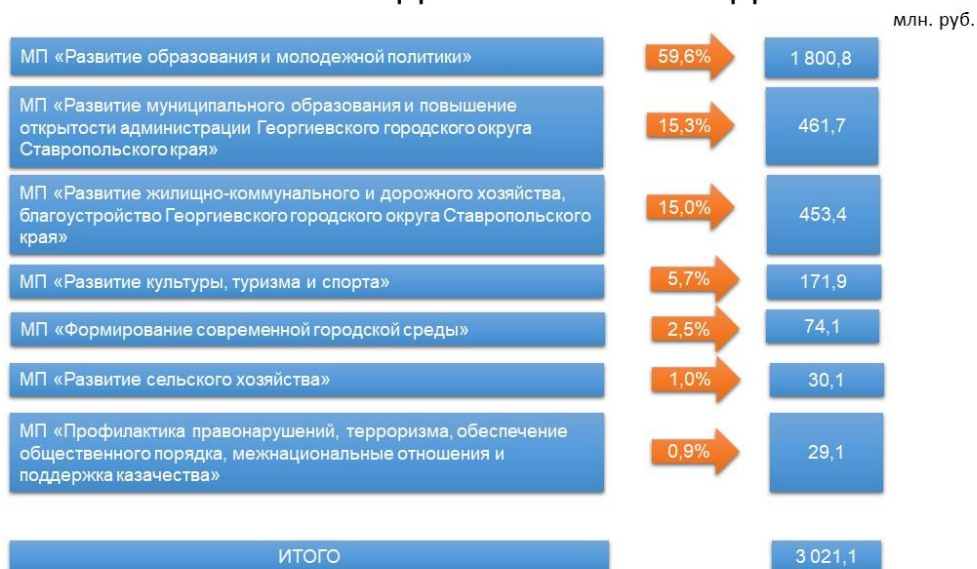 млн. руб.
МП «Развитие образования и молодежной политики»
59,6%
1 800,8
МП «Развитие муниципального образования и повышение
открытости администрации Георгиевского городского округа
Ставропольского края»
15,3%
461,7
МП «Развитие жилищно-коммунального и дорожного хозяйства,
благоустройство Георгиевского городского округа Ставропольского
края»
15,0%
453,4
МП «Развитие культуры, туризма и спорта»
5,7%
171,9
МП «Формирование современной городской среды»
2,5%
74,1
МП «Развитие сельского хозяйства»
1,0%
30,1
МП «Профилактика правонарушений, терроризма, обеспечение
общественного порядка, межнациональные отношения и
поддержка казачества»
0,9%
29,1
ИТОГО
3 021,1